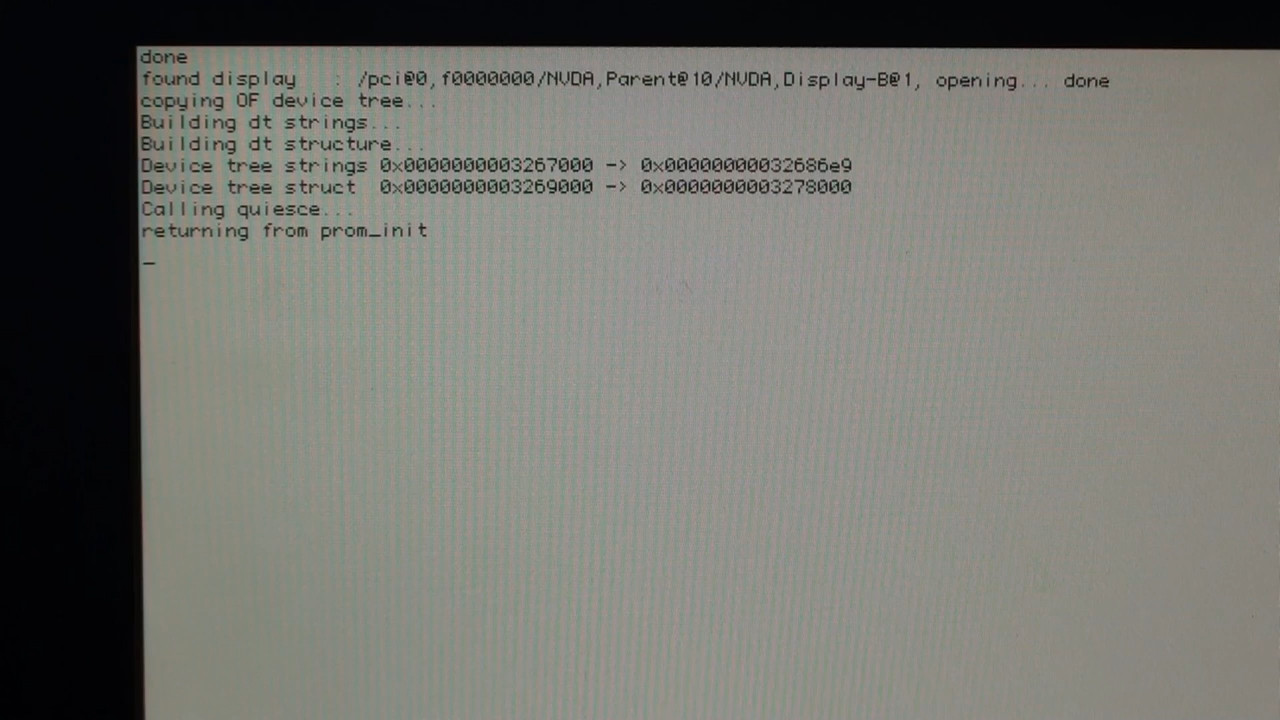 done
found display   : /pci@0,f0000000/NVDA,Parent@10/NVDA,Display-B@1, opening... done
copying OF device tree...
Building dt strings...
Building dt structure...
Device tree strings 0x0000000003267000 -> 0x00000000032686e9
Device tree struct  0x0000000003269000 -> 0x0000000003278000
Calling quiesce...
returning from prom_init
_